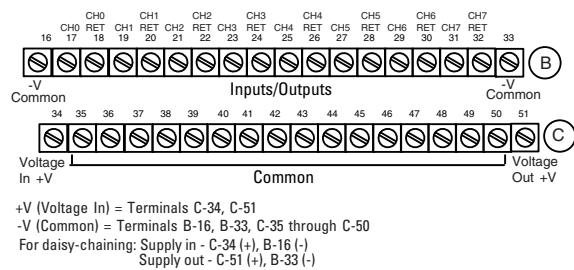 CH0 CH1 CH2 CH3 CH4 CH5 CH6 CH7
CH0 RET CH1 RET CH2 RET CH3 RET CH4 RET CH5 RET CH6 RET CH7 RET
16 17 18 19 20 21 22 23 24 25 26 27 28 29 30 31 32 33
B
-V Inputs/Outputs -V
Common Common
34 35 36 37 38 39 40 41 42 43 44 45 46 47 48 49 50 51
C
Voltage Voltage
In +V Common Out +V
+V (Voltage In) = Terminals C-34, C-51
-V (Common) = Terminals B-16, B-33, C-35 through C-50
For daisy-chaining: Supply in - C-34 (+), B-16 (-)
Supply out - C-51 (+), B-33 (-)